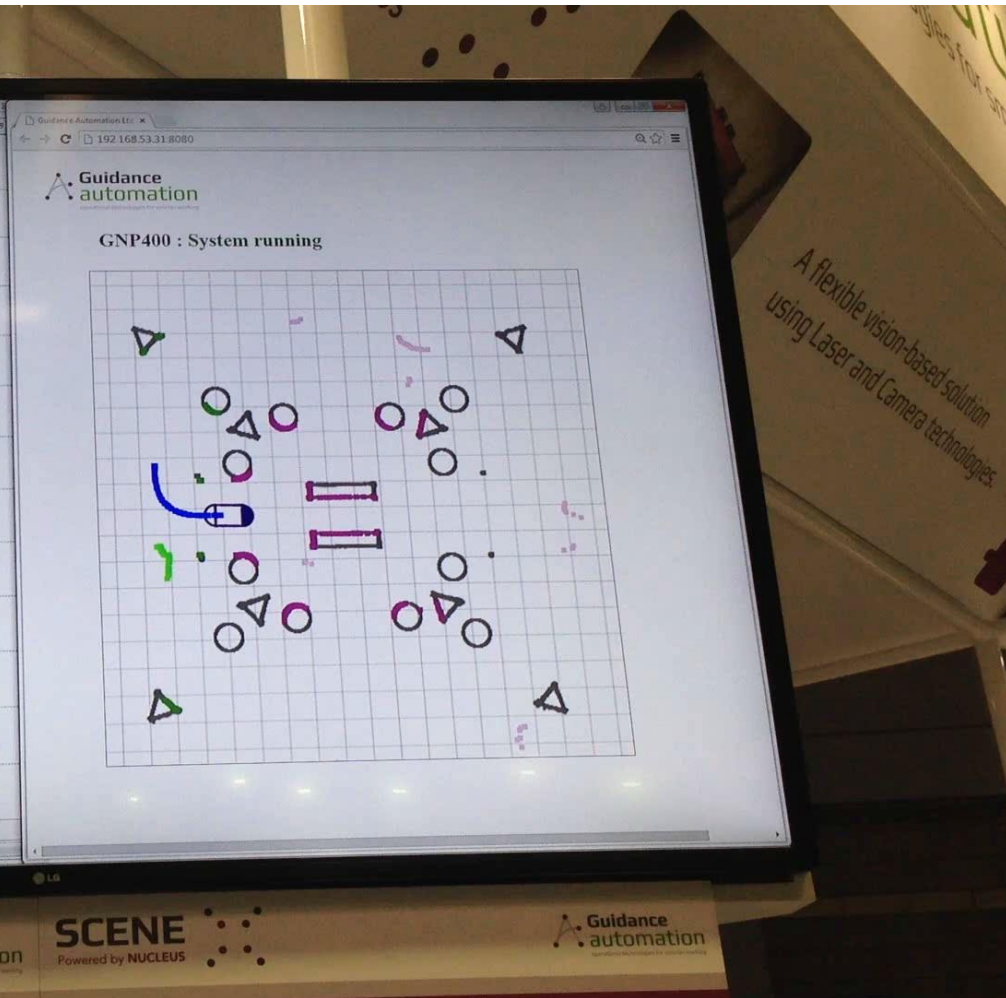 Guidance Automation Ltd
192.168.53.31:8080
Guidance
automation
GNP400 : System running
A flexible vision-based solution
using Laser and Camera technologies.
LG
SCENE
Powered by NUCLEUS
Guidance
automation
on